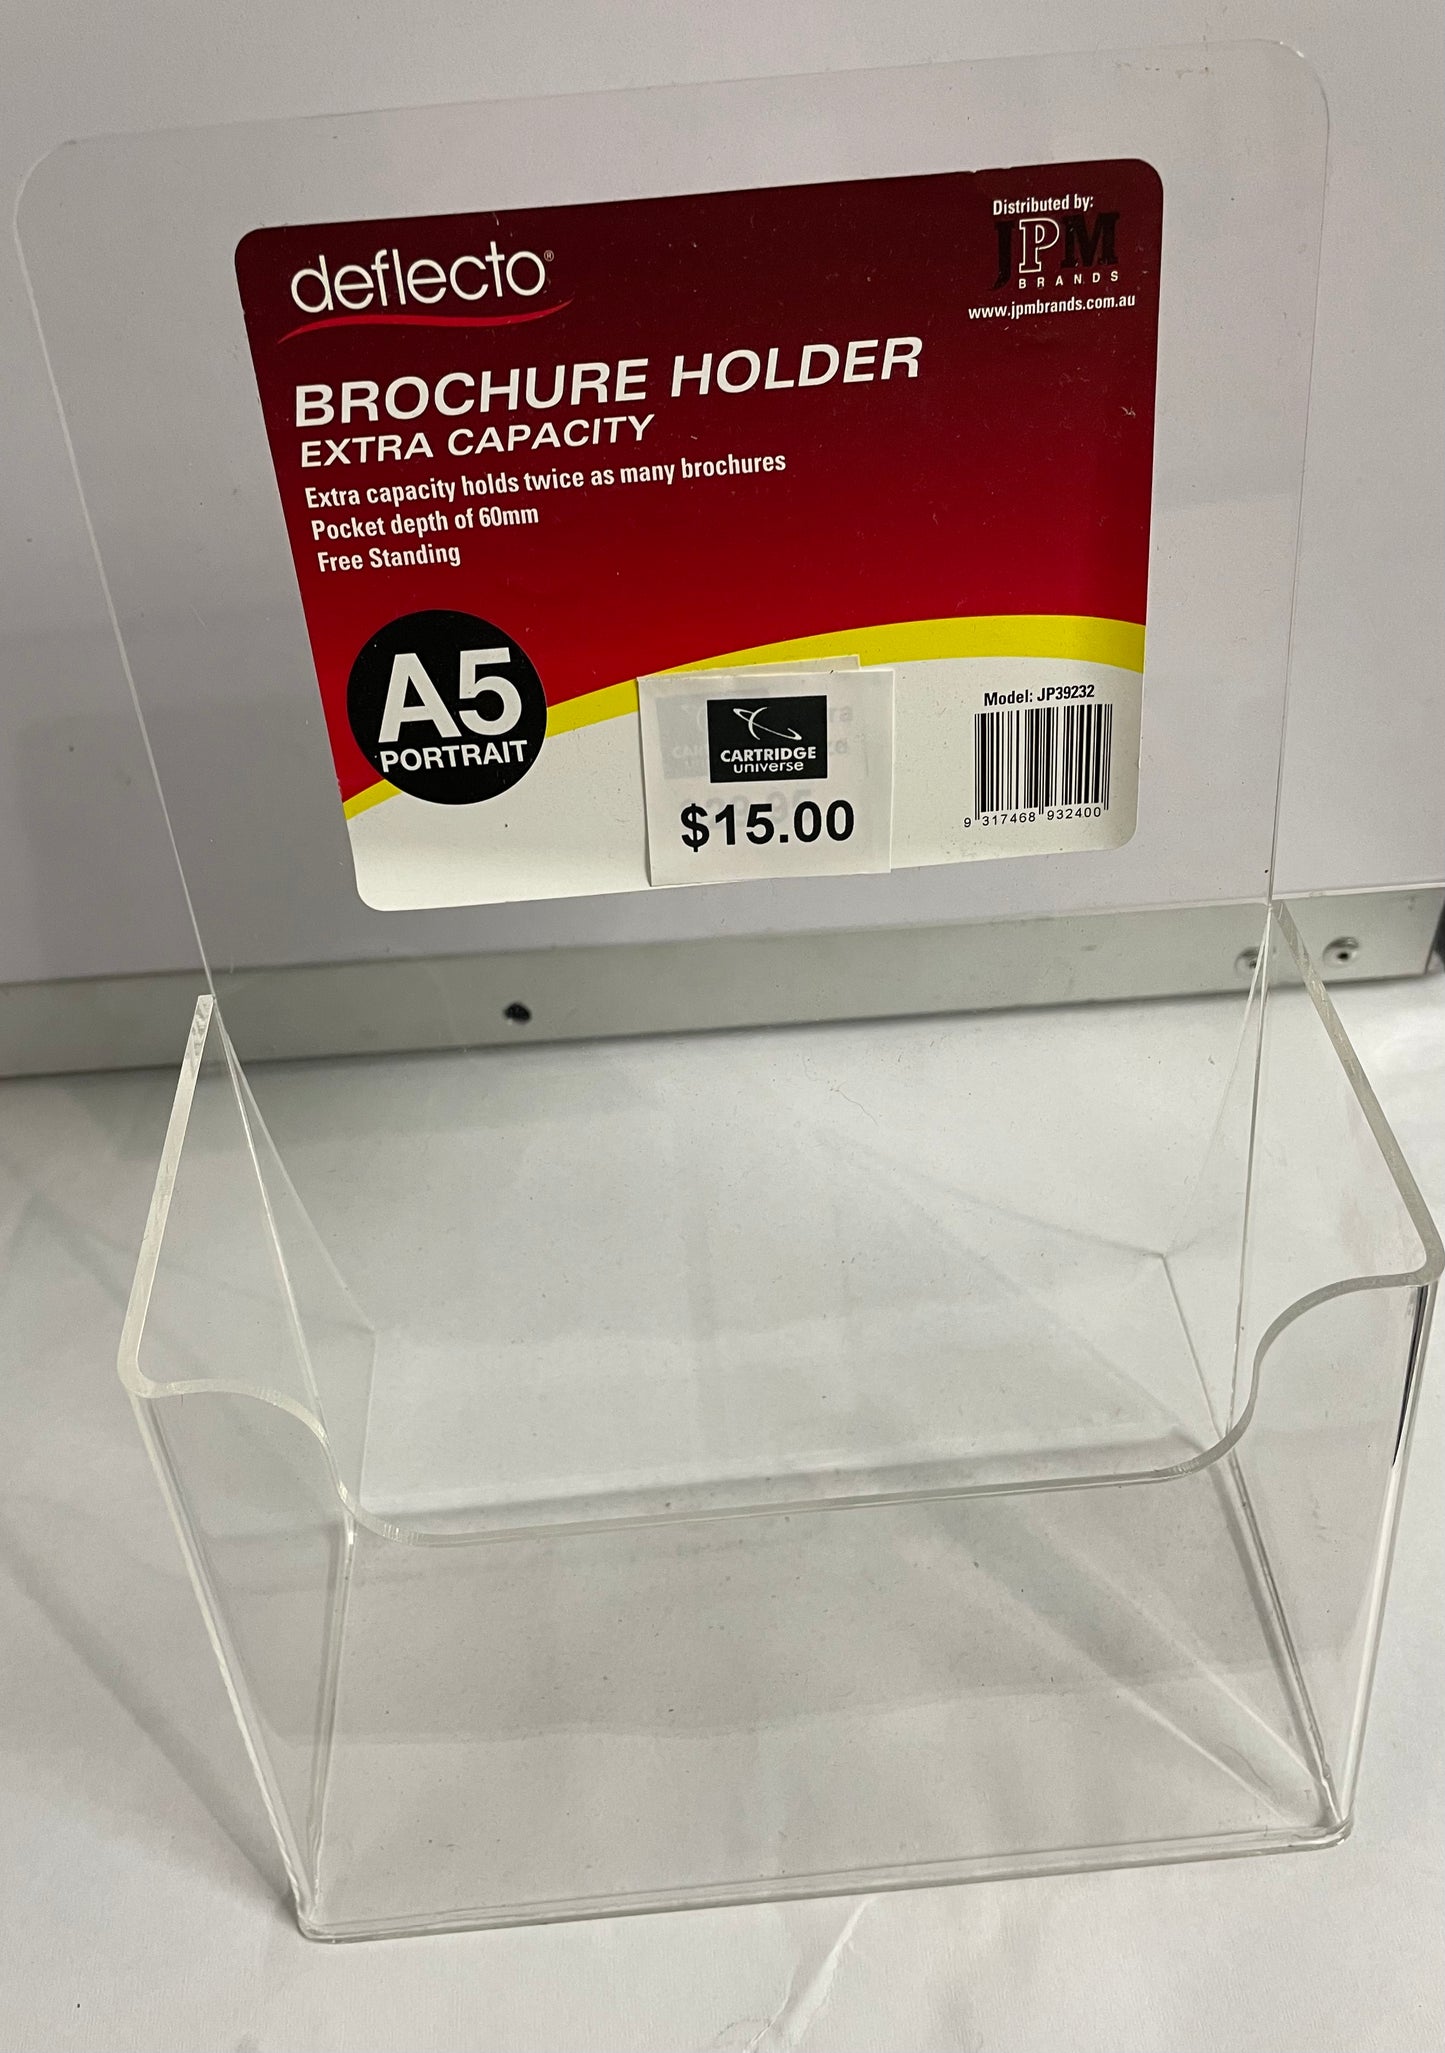 deflecto®
Distributed by:
JPM
BRANDS
www.jpmbrands.com.au
BROCHURE HOLDER
EXTRA CAPACITY
Extra capacity holds twice as many brochures
Pocket depth of 60mm
Free Standing
A5
PORTRAIT
CARTRIDGE
universe
$15.00
Model: JP39232
9 317468 932400